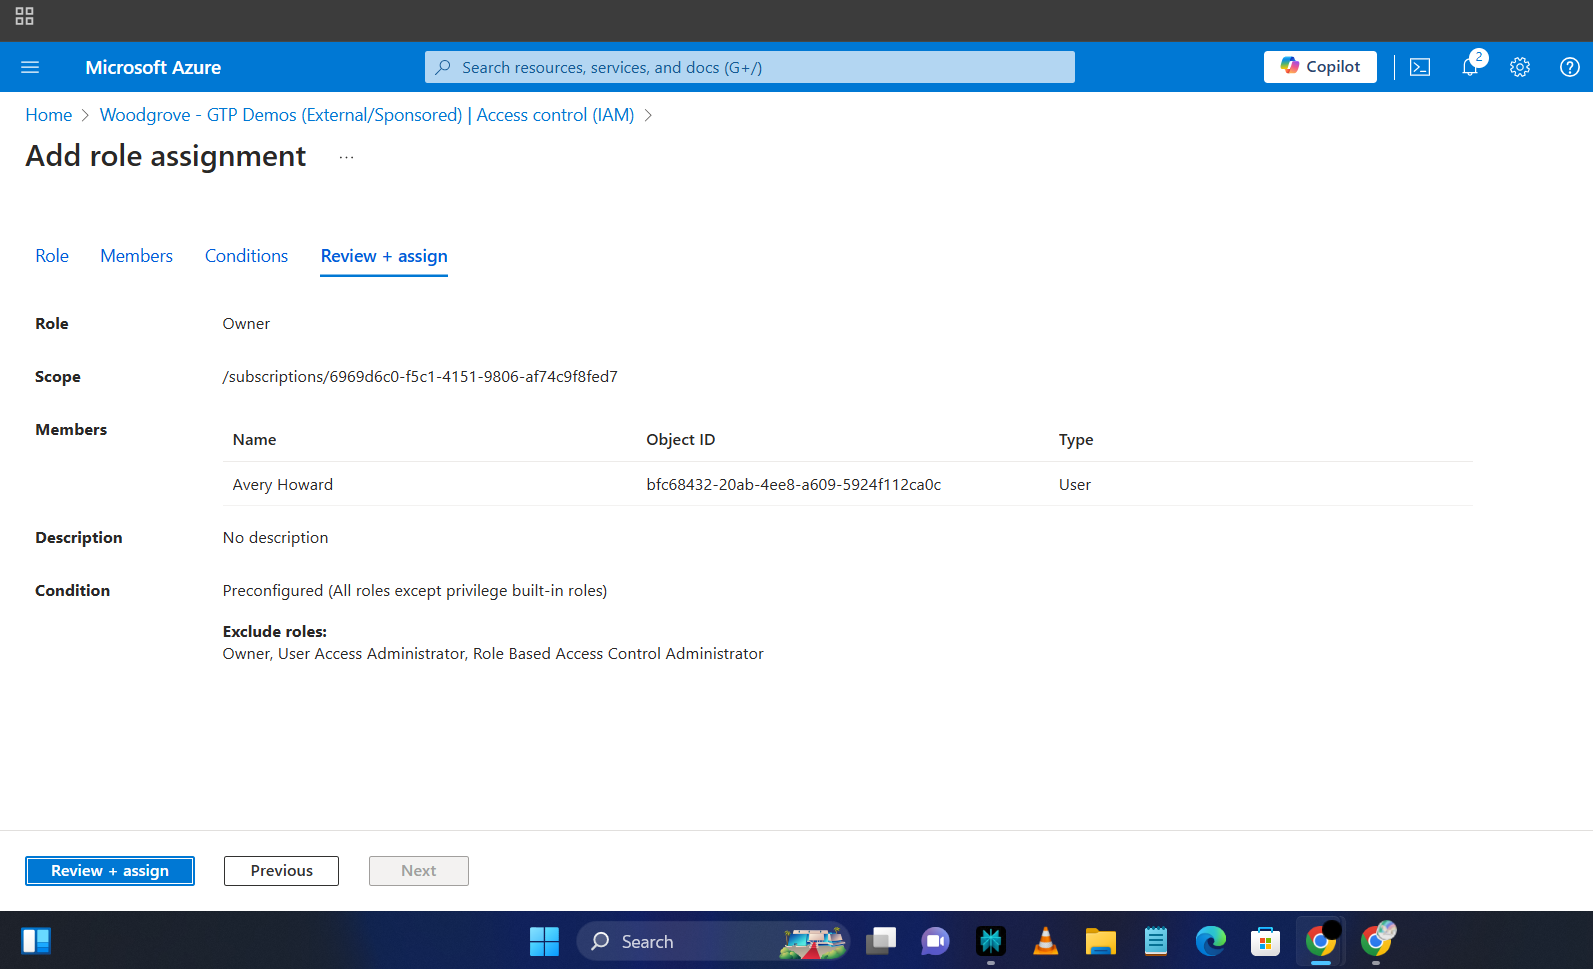 Microsoft Azure
Search resources, services, and docs (G+/)
Copilot
2
Home > Woodgrove - GTP Demos (External/Sponsored) | Access control (IAM) >
Add role assignment ...
Role Members Conditions Review + assign
Role Owner
Scope /subscriptions/6969d6c0-f5c1-4151-9806-af74c9f8fed7
Members
Name Object ID Type
Avery Howard bfc68432-20ab-4ee8-a609-5924f112ca0c User
Description No description
Condition Preconfigured (All roles except privilege built-in roles)
Exclude roles:
Owner, User Access Administrator, Role Based Access Control Administrator
Review + assign Previous Next
Search